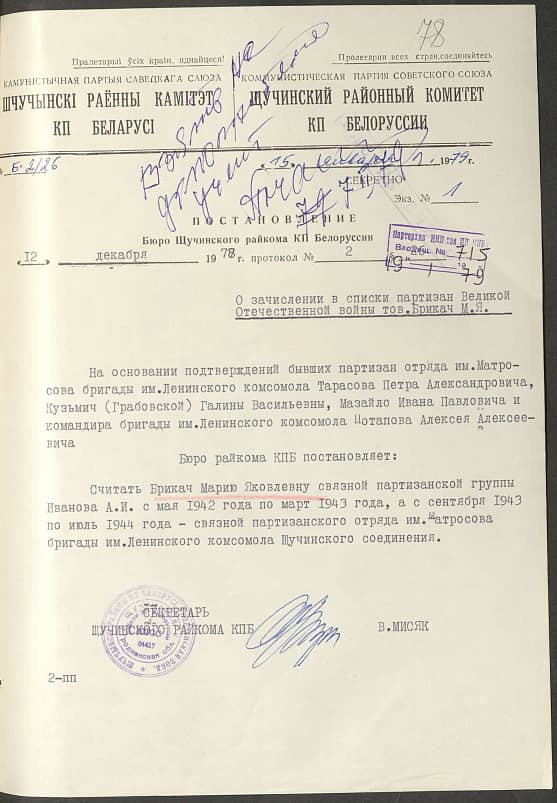 78
Пралетарыі ўсіх краін, яднайцеся!
Пролетарии всех стран, соединяйтесь
КАМУНІСТЫЧНАЯ ПАРТЫЯ САВЕЦКАГА САЮЗА
КОММУНИСТИЧЕСКАЯ ПАРТИЯ СОВЕТСКОГО СОЮЗА
ШЧУЧЫНСКІ РАЁННЫ КАМІТЭТ
КП БЕЛАРУСІ
ЩУЧИНСКИЙ РАЙОННЫЙ КОМИТЕТ
КП БЕЛОРУССИИ
взять на
дополнительный
учет
Б-2/26
„15" января 1979 г.
СЕКРЕТНО
Экз. № 1
ПОСТАНОВЛЕНИЕ
Бюро Щучинского райкома КП Белоруссии
12 декабря 1978 г. протокол № 2
Входящ. № 715
19 1 79
О зачислении в списки партизан Великой
Отечественной войны тов.Брикач М.Я.
На основании подтверждений бывших партизан отряда им.Матро-
сова бригады им.Ленинского комсомола Тарасова Петра Александровича,
Кузьмич (Грабовской) Галины Васильевны, Мазайло Ивана Павловича и
командира бригады им.Ленинского комсомола Потапова Алексея Алексее-
вича
Бюро райкома КПБ постановляет:
Считать Брикач Марию Яковлевну связной партизанской группы
Иванова А.И. с мая 1942 года по март 1943 года, а с сентября 1943
по июль 1944 года - связной партизанского отряда им.Матросова
бригады им.Ленинского комсомола Щучинского соединения.
СЕКРЕТАРЬ
ЩУЧИНСКОГО РАЙКОМА КПБ В.МИСЯК
2-пп